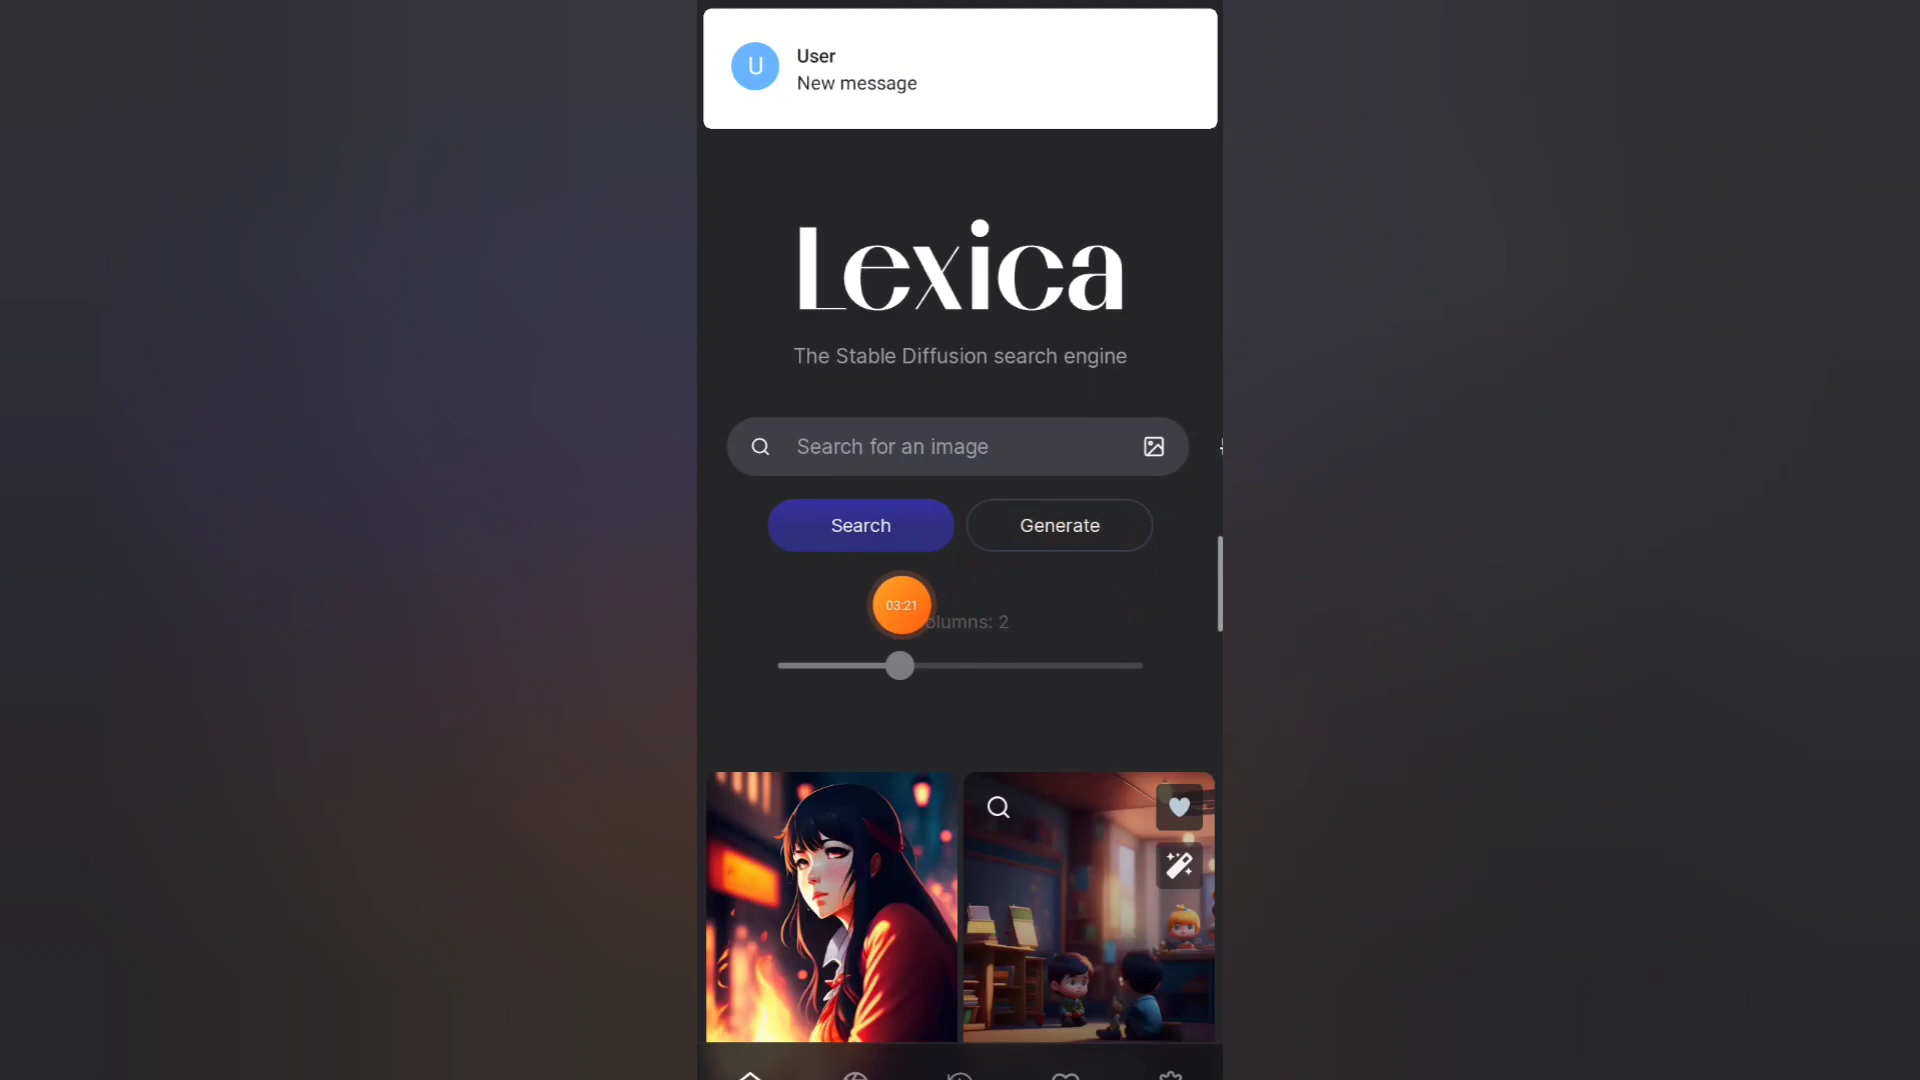 U
User
New message
Lexica
The Stable Diffusion search engine
Search for an image
Search
Generate
03:21
olumns: 2